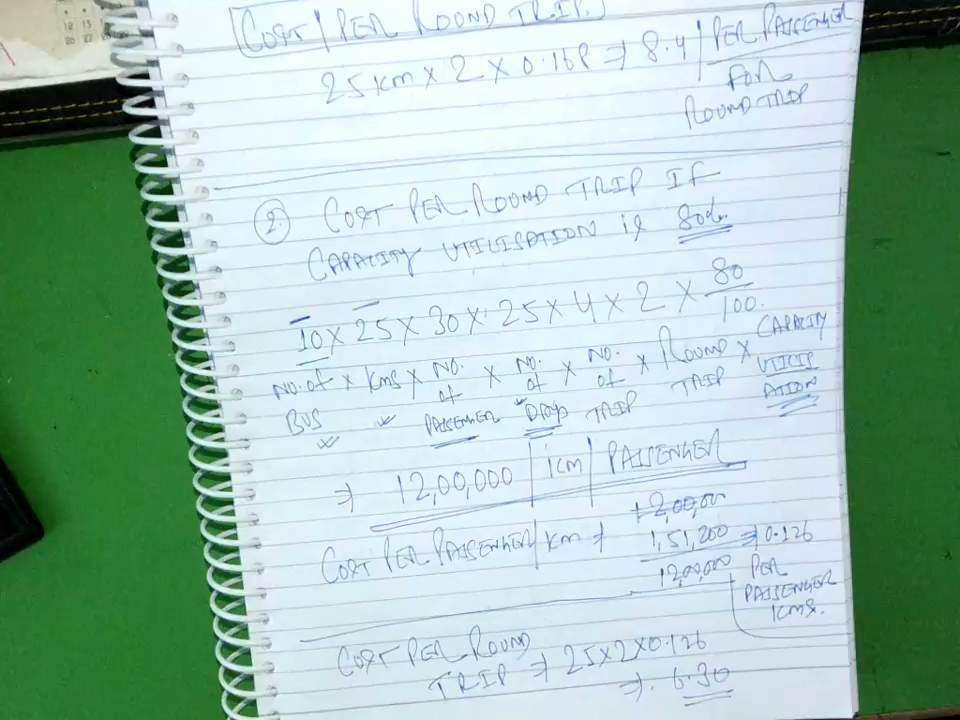 COST/PER ROUND TRIP.
25 km × 2 × 0.168 ⇒ 8.4 / PER PASSENGER
FOR
ROUND TRIP
② COST PER ROUND TRIP IF
CAPACITY UTILISATION is 80%.
10 × 25 × 30 × 25 × 4 × 2 × 80/100.
NO. of BUS × Kms × NO. of PASSENGER × NO. of Days × NO. of TRIP × ROUND TRIP × CAPACITY UTILISATION
⇒ 12,00,000 / km / PASSENGER
12,00,000
COST PER PASSENGER/km ⇒ 1,51,200 / 12,00,000 ⇒ 0.126
PER
PASSENGER
kms.
COST PER ROUND
TRIP ⇒ 25×2×0.126
⇒ 6.30